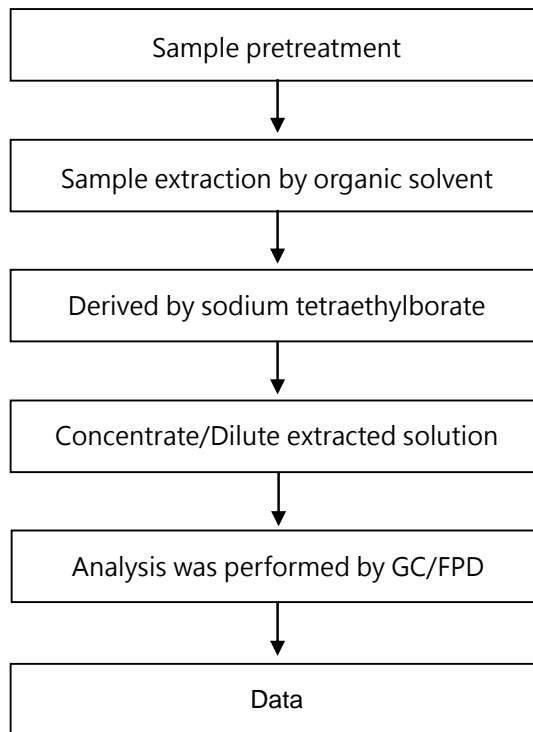 Sample pretreatment
Sample extraction by organic solvent
Derived by sodium tetraethylborate
Concentrate/Dilute extracted solution
Analysis was performed by GC/FPD
Data